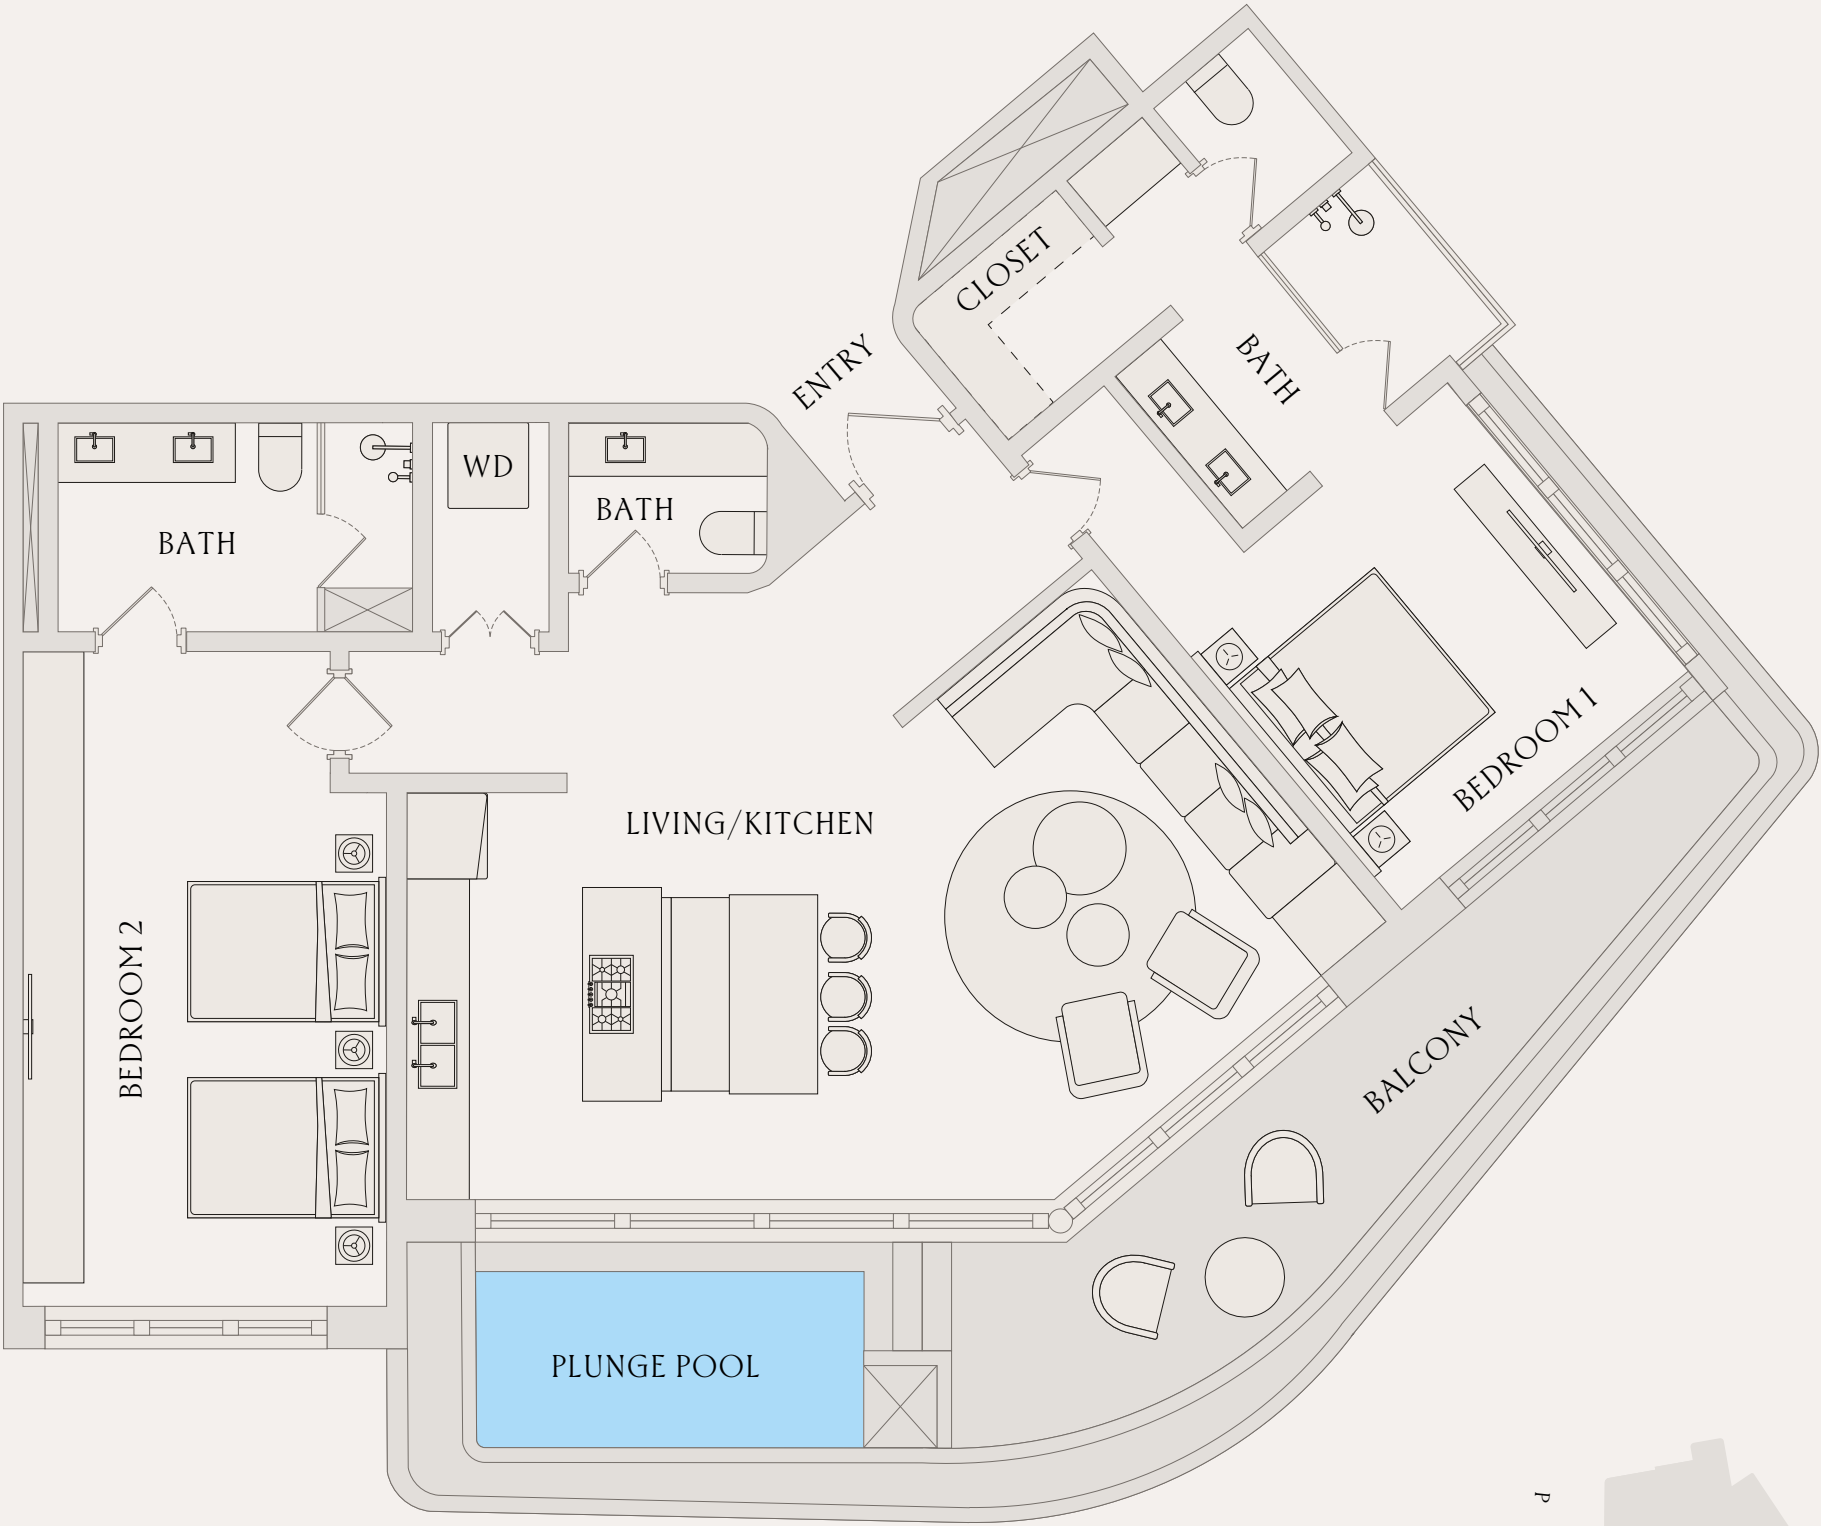 CLOSET
ENTRY
BATH
WD
BATH
BATH
BEDROOM 1
LIVING/KITCHEN
BEDROOM 2
BALCONY
PLUNGE POOL
P